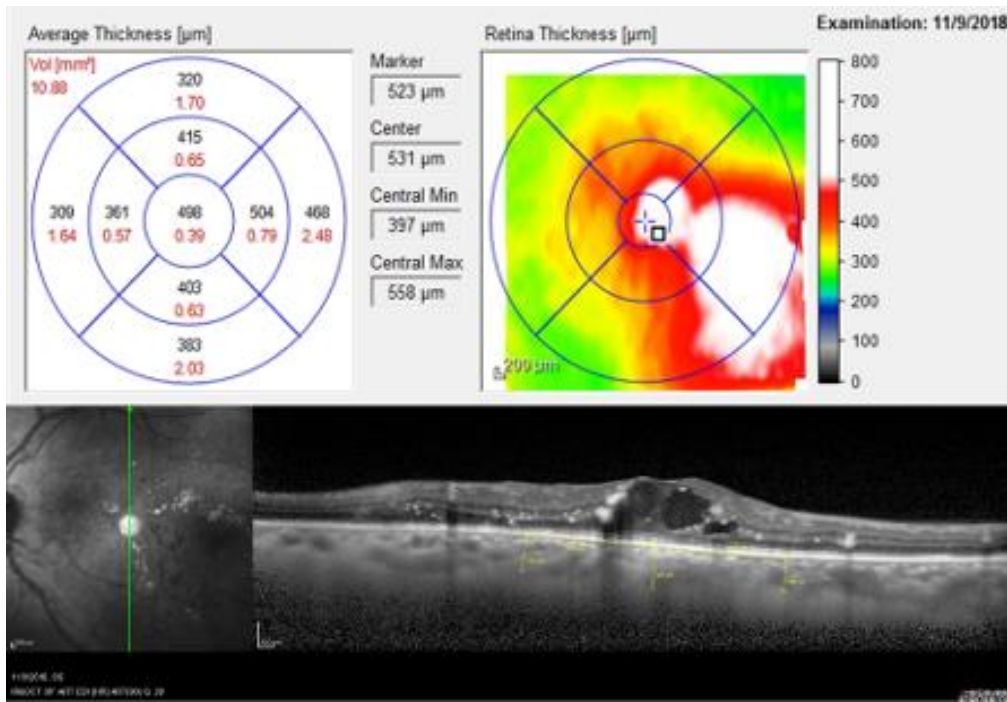 Examination: 11/9/2018
Average Thickness [µm]
Vol [mm³]
10.88
320
1.70
415
0.65
309
1.64
361
0.57
498
0.39
504
0.79
468
2.48
403
0.63
383
2.03
Marker
523 µm
Center
531 µm
Central Min
397 µm
Central Max
558 µm
Retina Thickness [µm]
200 µm
800
700
600
500
400
300
200
100
0